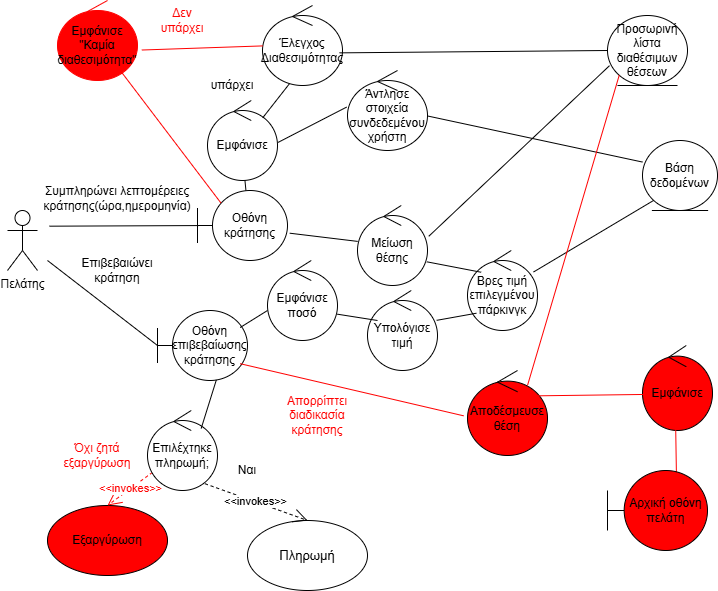 Εμφάνισε
"Καμία
διαθεσιμότητα"
Δεν
υπάρχει
Έλεγχος
Διαθεσιμότητας
Προσωρινή
λίστα
διαθέσιμων
θέσεων
υπάρχει
Άντλησε
στοιχεία
συνδεδεμένου
χρήστη
Εμφάνισε
Βάση
δεδομένων
Συμπληρώνει λεπτομέρειες
κράτησης(ώρα,ημερομηνία)
Οθόνη
κράτησης
Μείωση
θέσης
Πελάτης
Επιβεβαιώνει
κράτηση
Εμφάνισε
ποσό
Βρες τιμή
επιλεγμένου
πάρκινγκ
Οθόνη
επιβεβαίωσης
κράτησης
Υπολόγισε
τιμή
Απορρίπτει
διαδικασία
κράτησης
Αποδέσμευσε
θέση
Εμφάνισε
Όχι ζητά
εξαργύρωση
Επιλέχτηκε
πληρωμή;
Ναι
<<invokes>>
<<invokes>>
Αρχική οθόνη
πελάτη
Εξαργύρωση
Πληρωμή